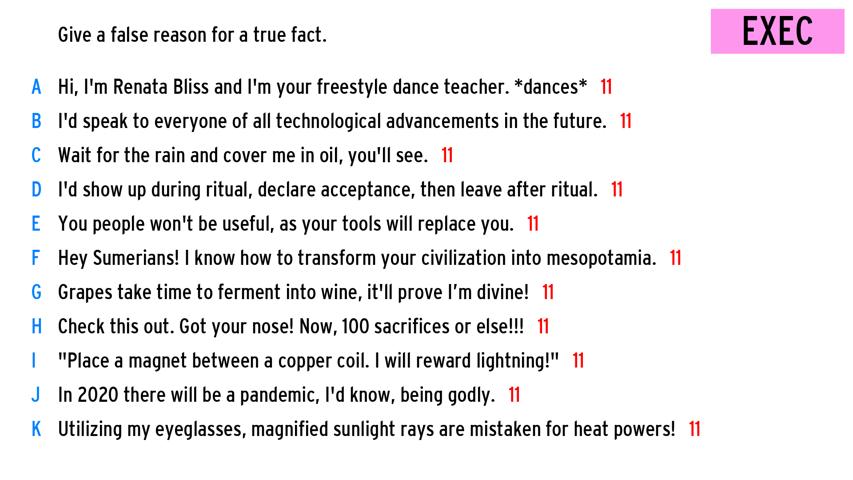 Give a false reason for a true fact.
EXEC
A Hi, I'm Renata Bliss and I'm your freestyle dance teacher. *dances* 11
B I'd speak to everyone of all technological advancements in the future. 11
C Wait for the rain and cover me in oil, you'll see. 11
D I'd show up during ritual, declare acceptance, then leave after ritual. 11
E You people won't be useful, as your tools will replace you. 11
F Hey Sumerians! I know how to transform your civilization into mesopotamia. 11
G Grapes take time to ferment into wine, it'll prove I’m divine! 11
H Check this out. Got your nose! Now, 100 sacrifices or else!!! 11
I "Place a magnet between a copper coil. I will reward lightning!" 11
J In 2020 there will be a pandemic, I'd know, being godly. 11
K Utilizing my eyeglasses, magnified sunlight rays are mistaken for heat powers! 11